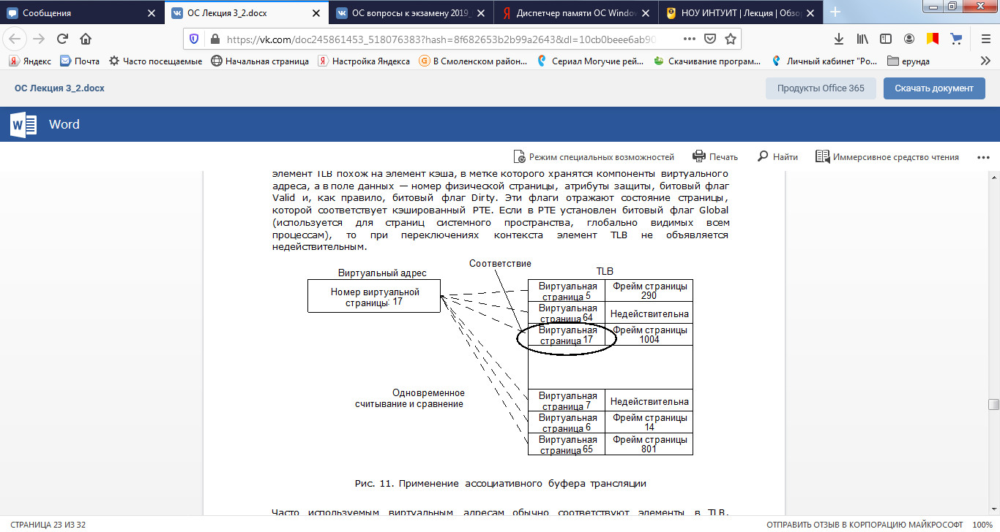 Сообщения
ОС Лекция 3_2.docx
ОС вопросы к экзамену 2019_
Диспетчер памяти ОС Window
НОУ ИНТУИТ | Лекция | Обзо
https://vk.com/doc245861453_518076383?hash=8f682653b2b99a2643&dl=10cb0beee6ab90
Яндекс
Почта
Часто посещаемые
Начальная страница
Настройка Яндекса
В Смоленском район...
Сериал Могучие рей...
Скачивание програм...
Личный кабинет "Ро...
ерунда
ОС Лекция 3_2.docx
Продукты Office 365
Скачать документ
Word
Режим специальных возможностей
Печать
Найти
Иммерсивное средство чтения
элемент TLB похож на элемент кэша, в метке которого хранятся компоненты виртуального
адреса, а в поле данных — номер физической страницы, атрибуты защиты, битовый флаг
Valid и, как правило, битовый флаг Dirty. Эти флаги отражают состояние страницы,
которой соответствует кэшированный PTE. Если в PTE установлен битовый флаг Global
(используется для страниц системного пространства, глобально видимых всем
процессам), то при переключениях контекста элемент TLB не объявляется
недействительным.
Соответствие
Виртуальный адрес
TLB
Номер виртуальной
страницы: 17
Виртуальная
страница 5
Фрейм страницы
290
Виртуальная
страница 64
Недействительна
Виртуальная
страница 17
Фрейм страницы
1004
Одновременное
считывание и сравнение
Виртуальная
страница 7
Недействительна
Виртуальная
страница 6
Фрейм страницы
14
Виртуальная
страница 65
Фрейм страницы
801
Рис. 11. Применение ассоциативного буфера трансляции
Часто используемым виртуальным адресам обычно соответствуют элементы в TLB,
СТРАНИЦА 23 ИЗ 32
ОТПРАВИТЬ ОТЗЫВ В КОРПОРАЦИЮ МАЙКРОСОФТ
100%